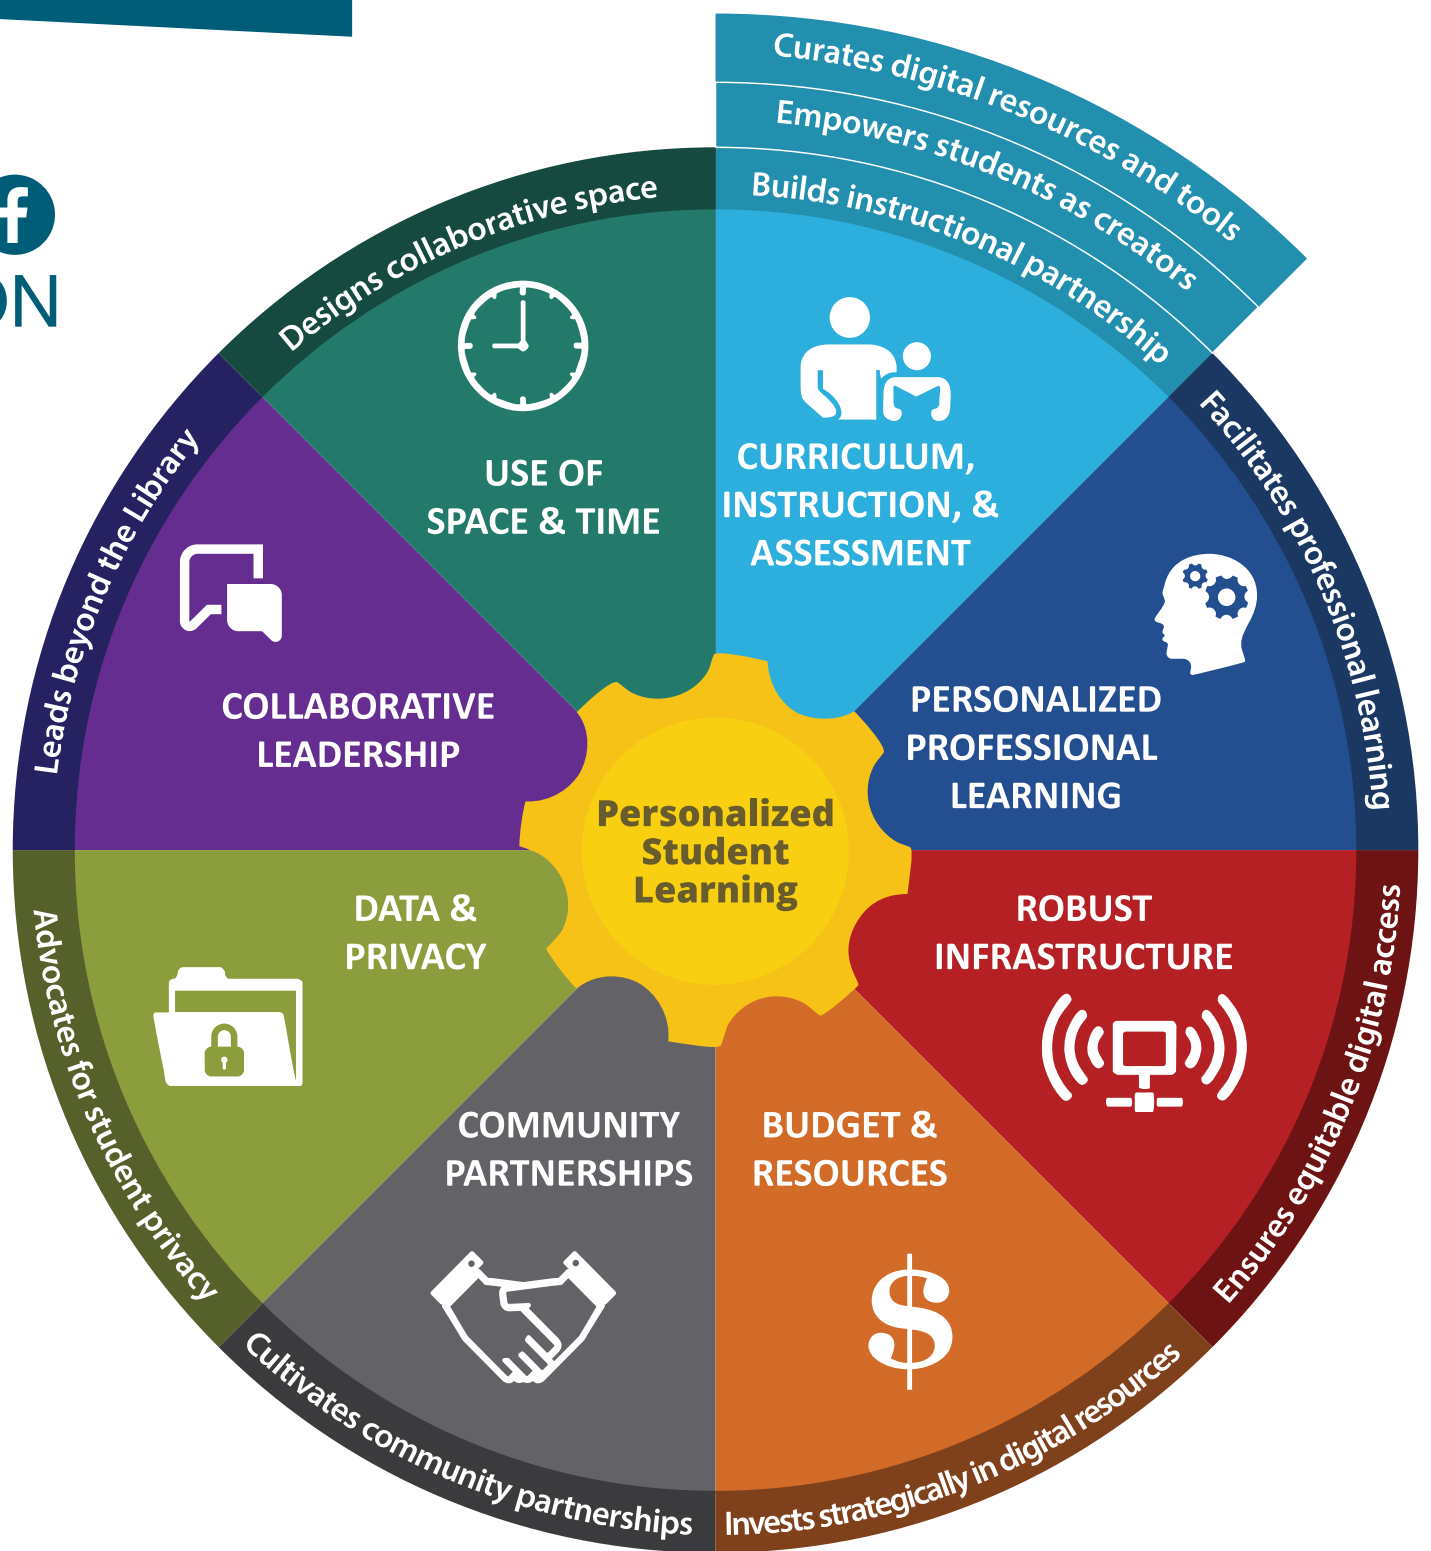 Curates digital resources and tools
Empowers students as creators
Builds instructional partnership
Designs collaborative space
Facilitates professional learning
Leads beyond the Library
Ensures equitable digital access
Advocates for student privacy
Invests strategically in digital resources
Cultivates community partnerships
USE OF
SPACE & TIME
CURRICULUM,
INSTRUCTION, &
ASSESSMENT
COLLABORATIVE
LEADERSHIP
PERSONALIZED
PROFESSIONAL
LEARNING
Personalized
Student
Learning
DATA &
PRIVACY
ROBUST
INFRASTRUCTURE
COMMUNITY
PARTNERSHIPS
BUDGET &
RESOURCES
$
f